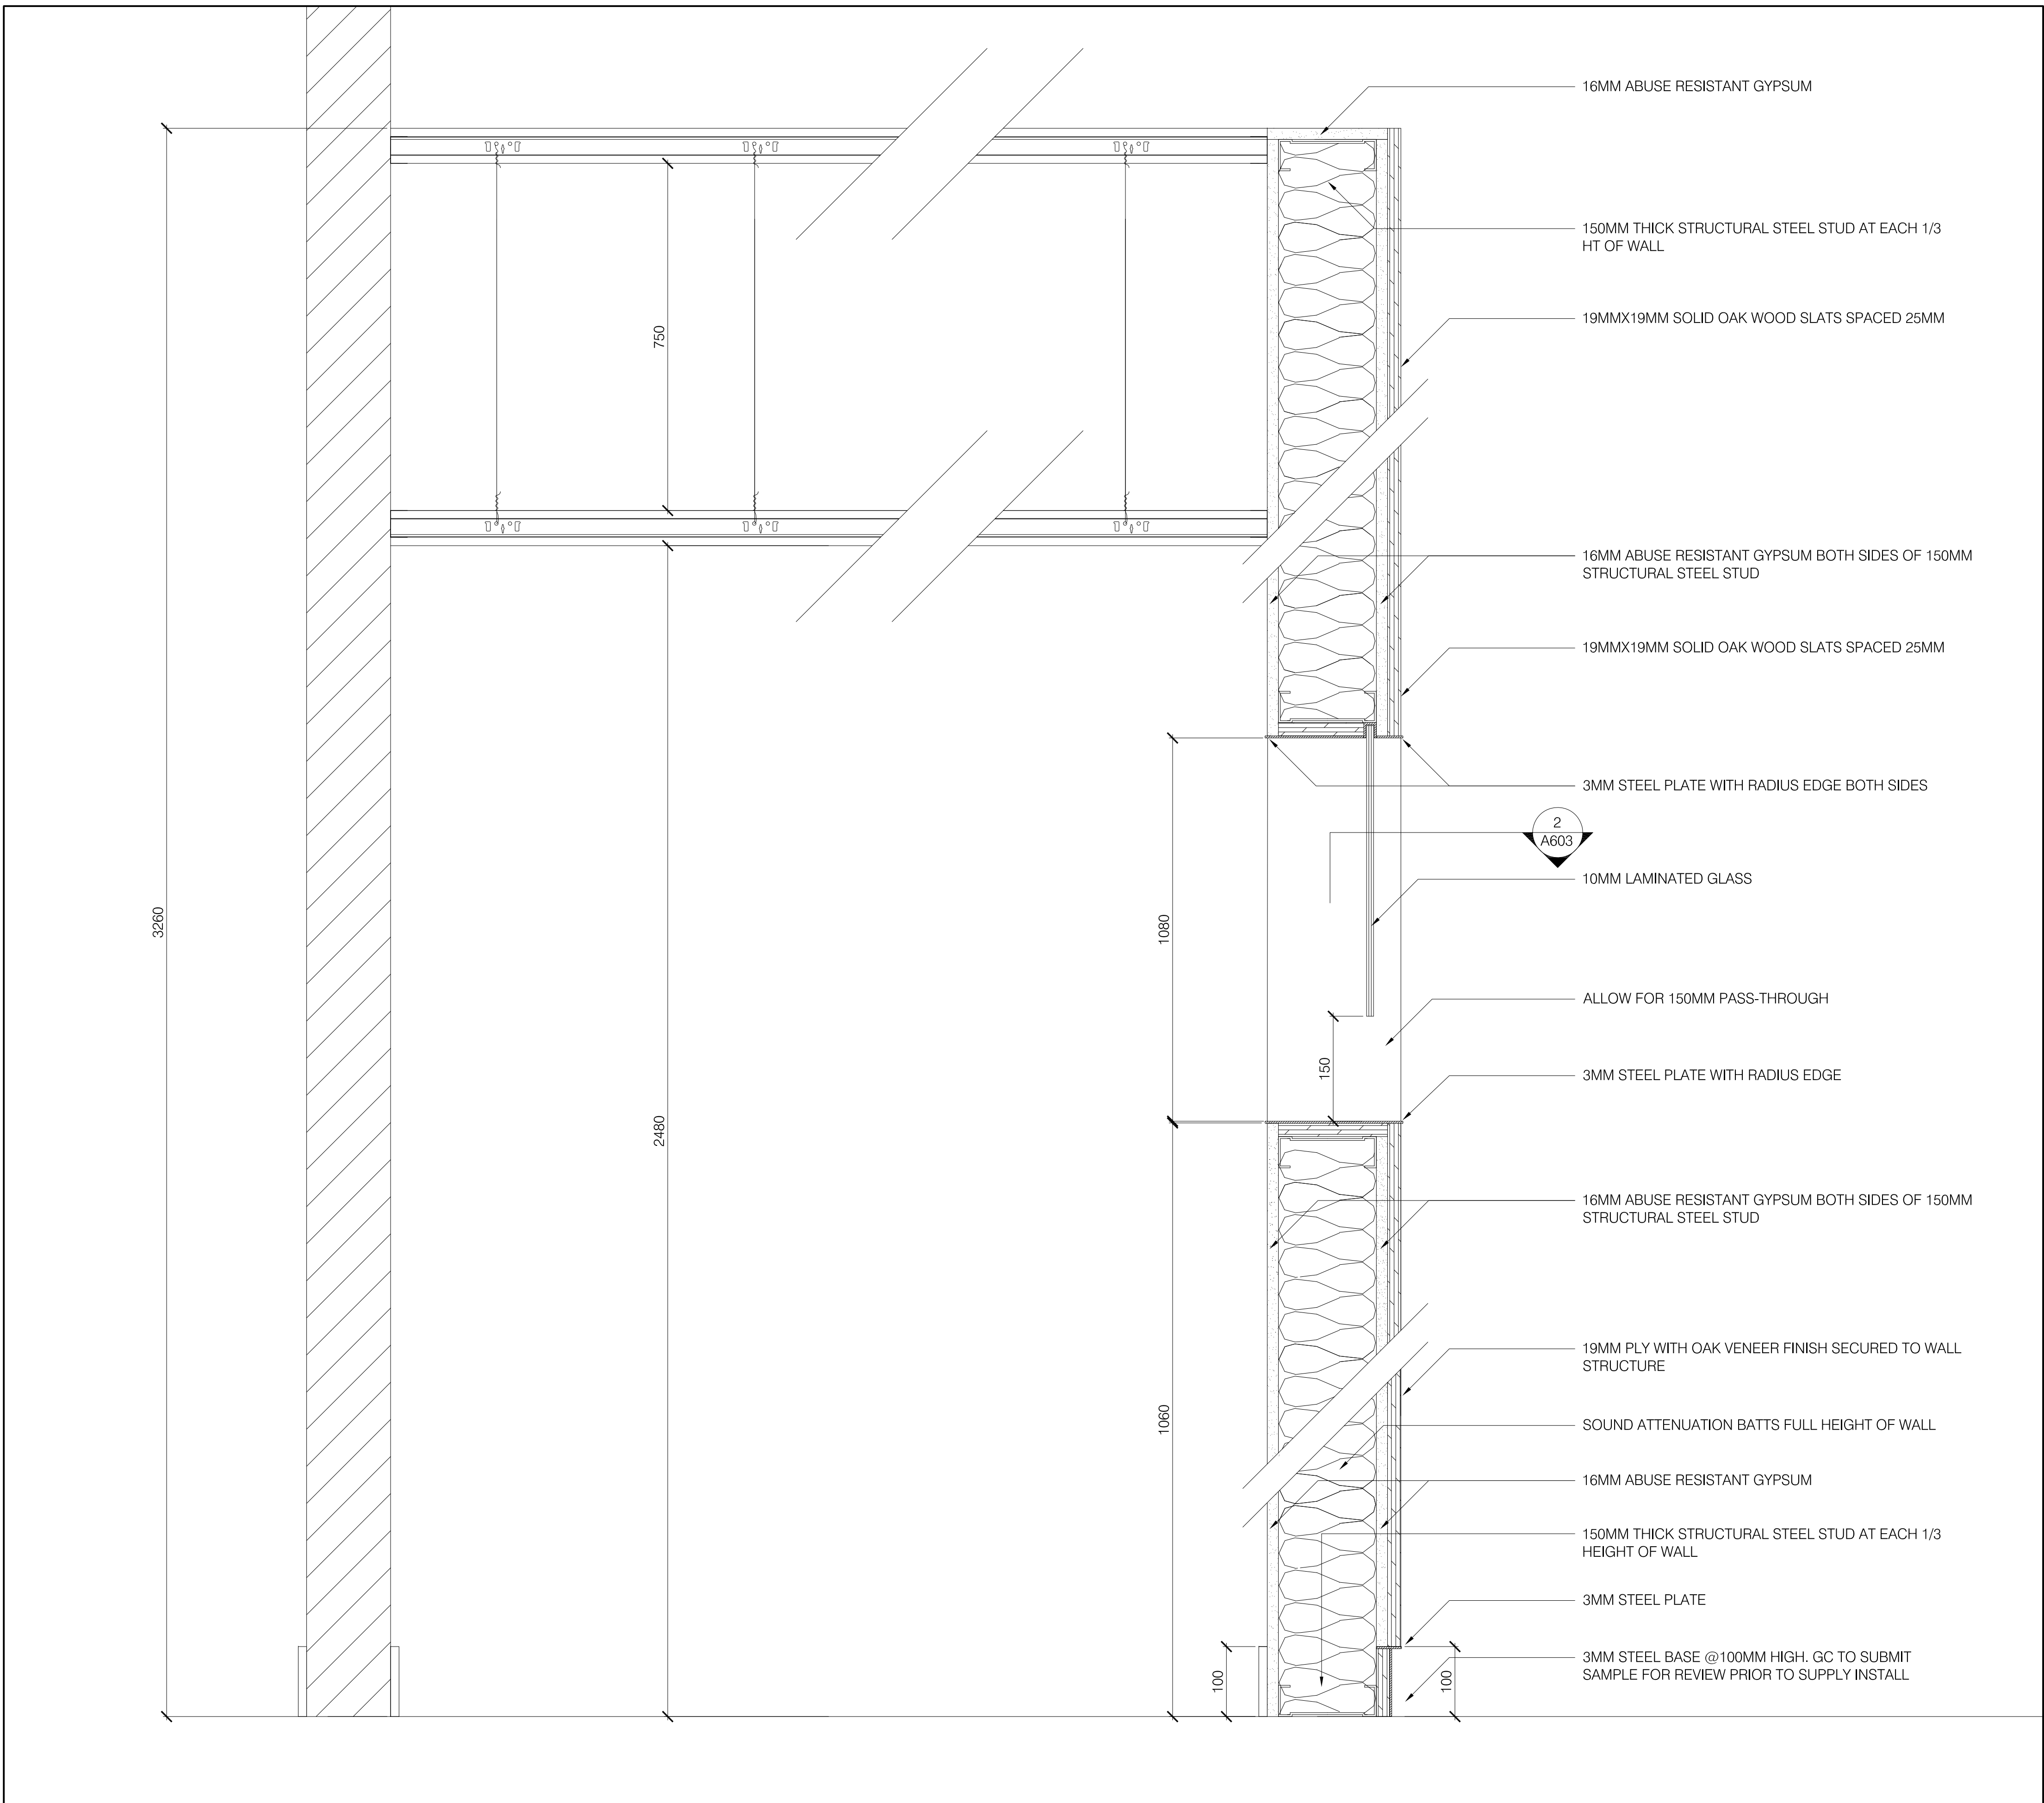 16MM ABUSE RESISTANT GYPSUM
150MM THICK STRUCTURAL STEEL STUD AT EACH 1/3
HT OF WALL
19MMX19MM SOLID OAK WOOD SLATS SPACED 25MM
750
16MM ABUSE RESISTANT GYPSUM BOTH SIDES OF 150MM
STRUCTURAL STEEL STUD
19MMX19MM SOLID OAK WOOD SLATS SPACED 25MM
3MM STEEL PLATE WITH RADIUS EDGE BOTH SIDES
2
A603
10MM LAMINATED GLASS
3260
1080
ALLOW FOR 150MM PASS-THROUGH
150
3MM STEEL PLATE WITH RADIUS EDGE
2480
16MM ABUSE RESISTANT GYPSUM BOTH SIDES OF 150MM
STRUCTURAL STEEL STUD
19MM PLY WITH OAK VENEER FINISH SECURED TO WALL
STRUCTURE
1060
SOUND ATTENUATION BATTS FULL HEIGHT OF WALL
16MM ABUSE RESISTANT GYPSUM
150MM THICK STRUCTURAL STEEL STUD AT EACH 1/3
HEIGHT OF WALL
3MM STEEL PLATE
3MM STEEL BASE @100MM HIGH. GC TO SUBMIT
SAMPLE FOR REVIEW PRIOR TO SUPPLY INSTALL
100
100